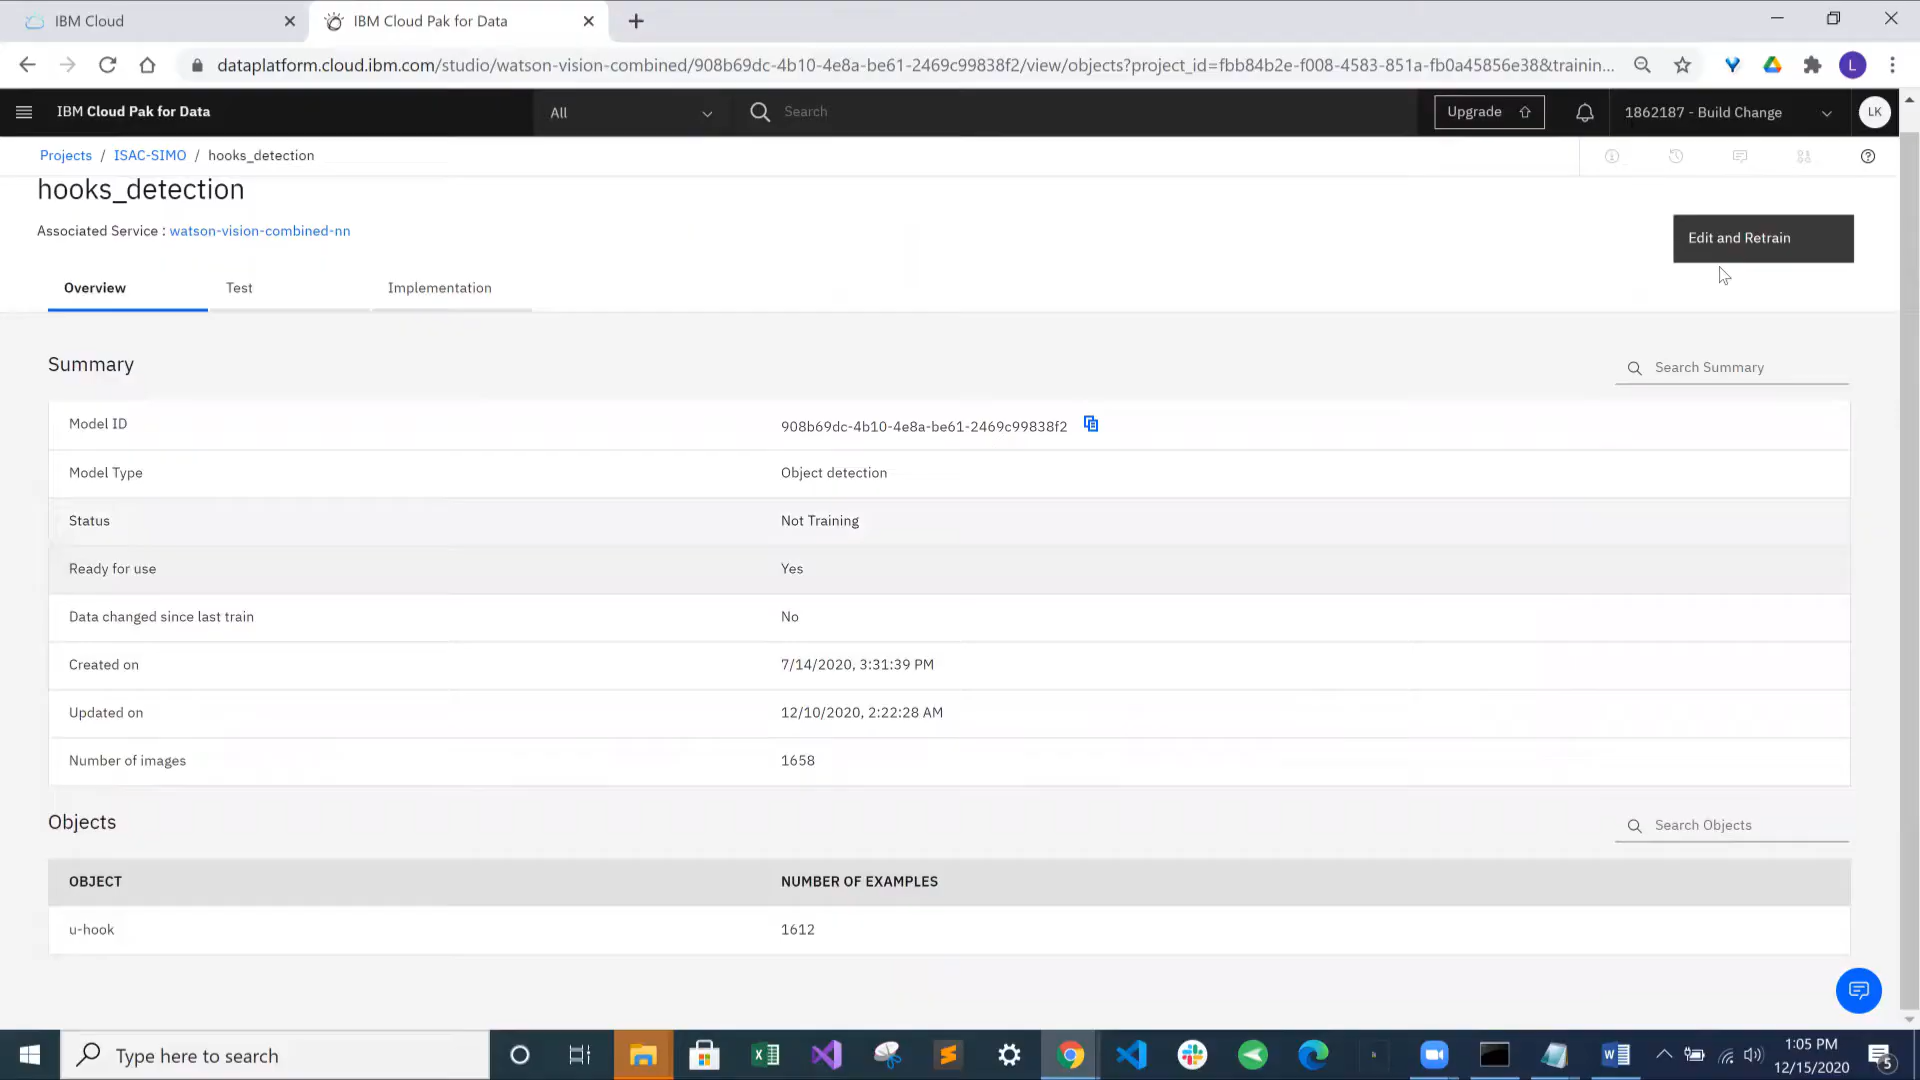 IBM Cloud
IBM Cloud Pak for Data
dataplatform.cloud.ibm.com/studio/watson-vision-combined/908b69dc-4b10-4e8a-be61-2469c99838f2/view/objects?project_id=fbb84b2e-f008-4583-851a-fb0a45856e38&trainin...
L
IBM Cloud Pak for Data
All
Search
Upgrade
1862187 - Build Change
LK
Projects / ISAC-SIMO / hooks_detection
hooks_detection
Associated Service : watson-vision-combined-nn
Edit and Retrain
Overview
Test
Implementation
Summary
Search Summary
Model ID 908b69dc-4b10-4e8a-be61-2469c99838f2
Model Type Object detection
Status Not Training
Ready for use Yes
Data changed since last train No
Created on 7/14/2020, 3:31:39 PM
Updated on 12/10/2020, 2:22:28 AM
Number of images 1658
Objects
Search Objects
OBJECT NUMBER OF EXAMPLES
u-hook 1612
Type here to search
1:05 PM
12/15/2020
5